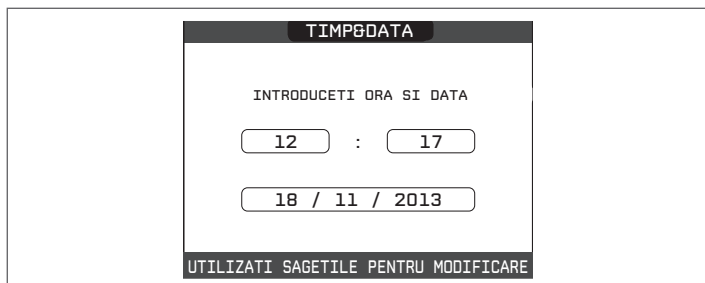 TIMP&DATA
INTRODUCETI ORA SI DATA
12 : 17
18 / 11 / 2013
UTILIZATI SAGETILE PENTRU MODIFICARE